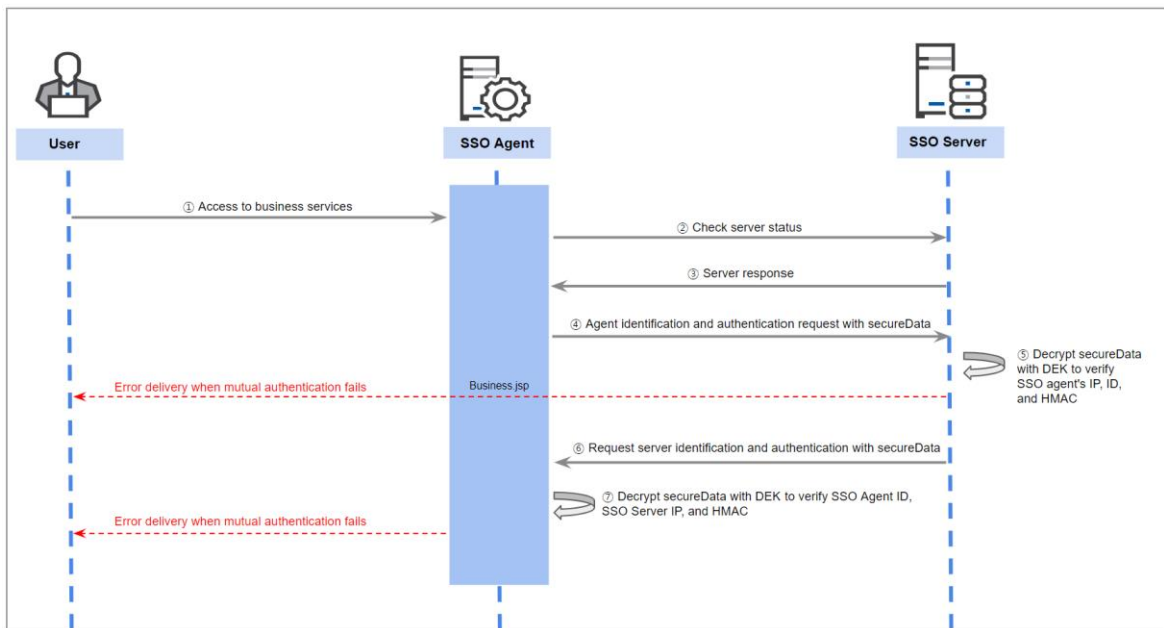 User
SSO Agent
SSO Server
① Access to business services
② Check server status
③ Server response
④ Agent identification and authentication request with secureData
⑤ Decrypt secureData
with DEK to verify
SSO agent's IP, ID,
and HMAC
Error delivery when mutual authentication fails
Business.jsp
⑥ Request server identification and authentication with secureData
⑦ Decrypt secureData with DEK to verify SSO Agent ID,
SSO Server IP, and HMAC
Error delivery when mutual authentication fails